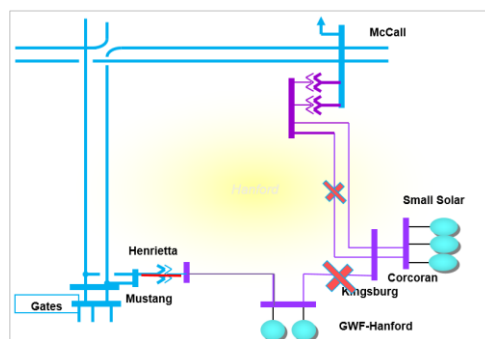 McCall
Hanford
Small Solar
Henrietta
Corcoran
Kingsburg
Mustang
Gates
GWF-Hanford